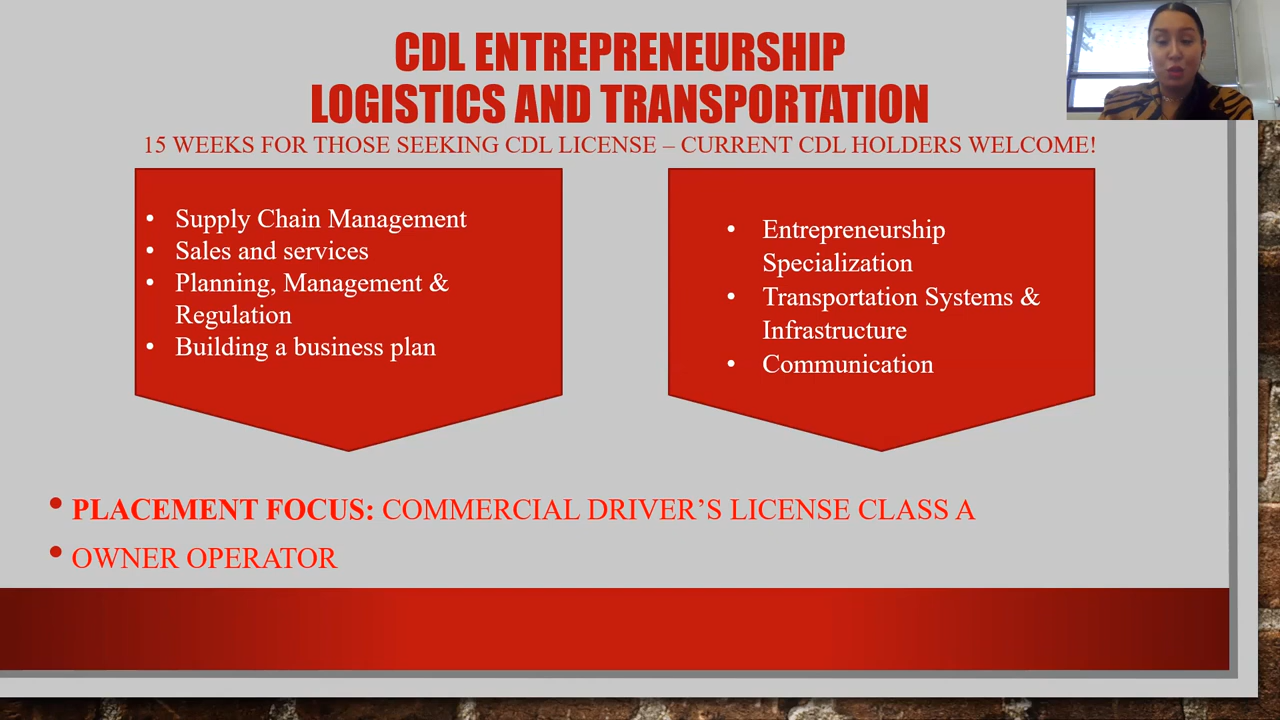 CDL ENTREPRENEURSHIP
LOGISTICS AND TRANSPORTATION
15 WEEKS FOR THOSE SEEKING CDL LICENSE – CURRENT CDL HOLDERS WELCOME!
• Supply Chain Management
• Sales and services
• Planning, Management &
Regulation
• Building a business plan
• Entrepreneurship
Specialization
• Transportation Systems &
Infrastructure
• Communication
• PLACEMENT FOCUS: COMMERCIAL DRIVER’S LICENSE CLASS A
• OWNER OPERATOR